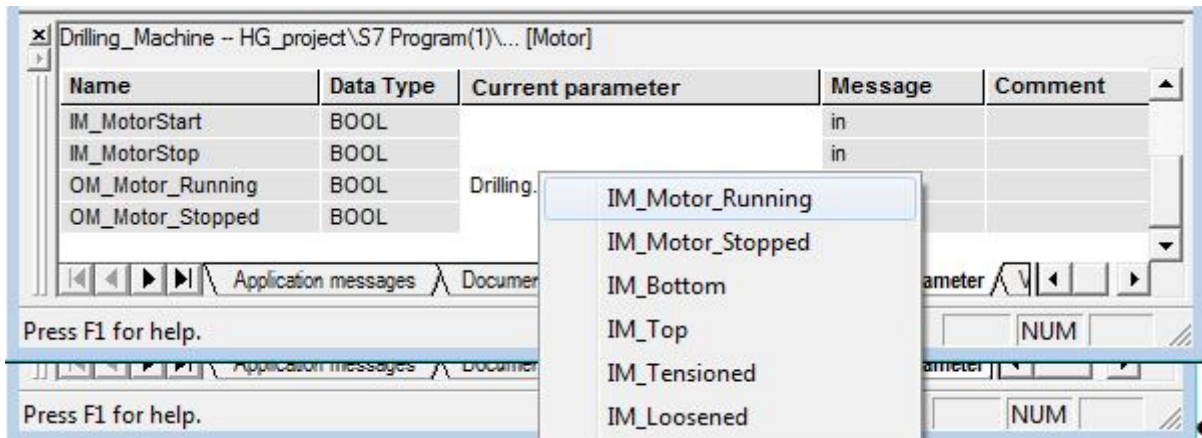 Drilling_Machine -- HG_project\S7 Program(1)\... [Motor]
Name Data Type Current parameter Message Comment
IM_MotorStart BOOL in
IM_MotorStop BOOL in
OM_Motor_Running BOOL Drilling.
OM_Motor_Stopped BOOL
IM_Motor_Running
IM_Motor_Stopped
IM_Bottom
IM_Top
IM_Tensioned
IM_Loosened
Application messages Documen ameter
Press F1 for help. NUM
Application messages Documen ameter
Press F1 for help. NUM